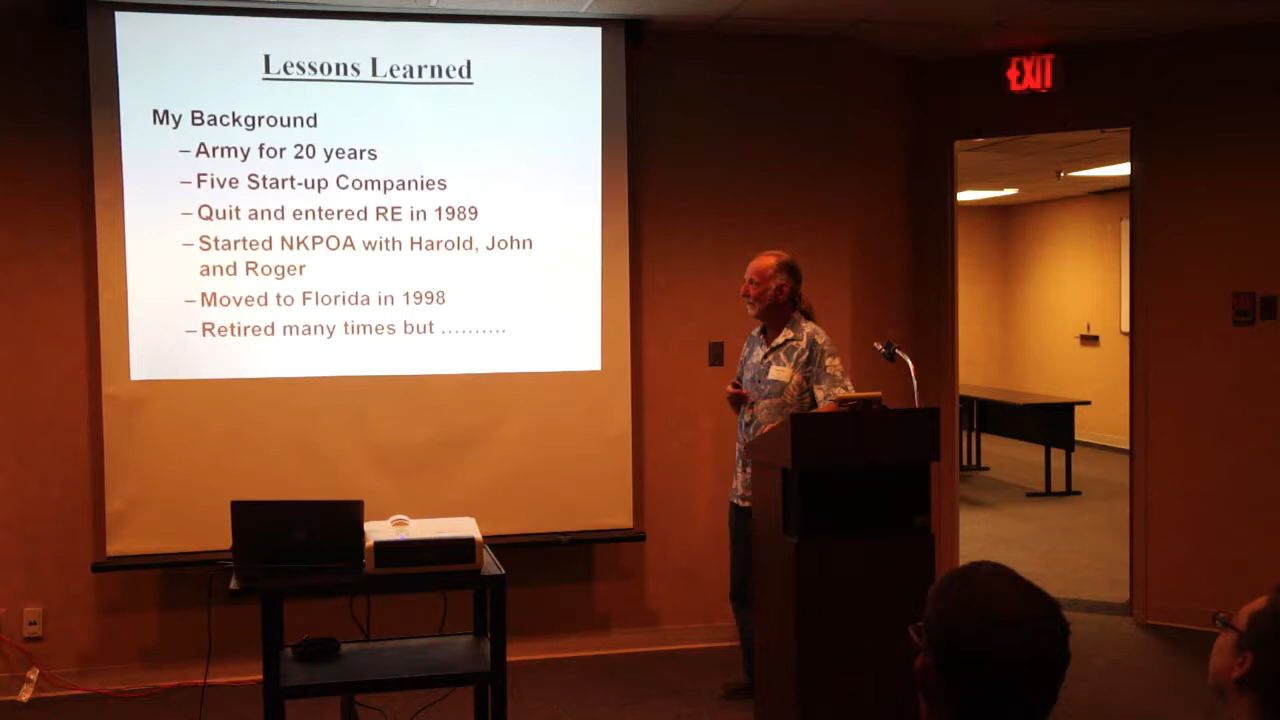 Lessons Learned
My Background
– Army for 20 years
– Five Start-up Companies
– Quit and entered RE in 1989
– Started NKPOA with Harold, John
and Roger
– Moved to Florida in 1998
– Retired many times but ..........
EXIT